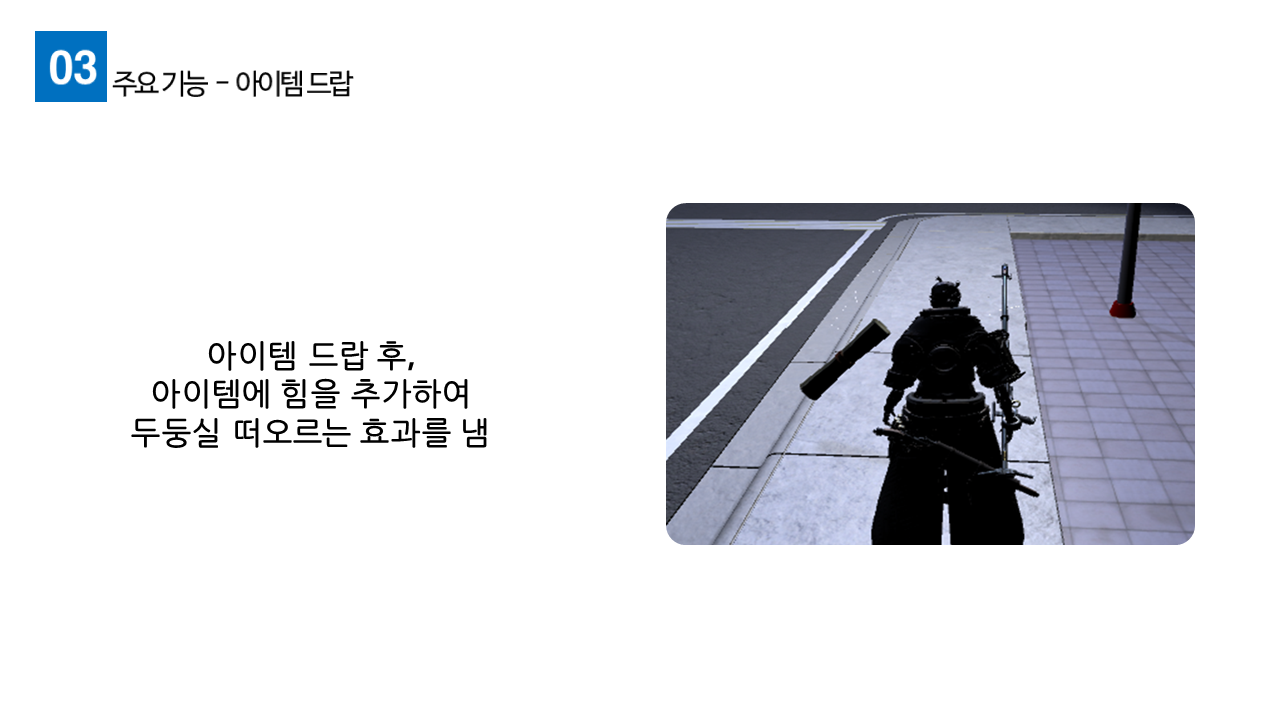 03
주요 기능 - 아이템 드랍
아이템 드랍 후,
아이템에 힘을 추가하여
두둥실 떠오르는 효과를 냄